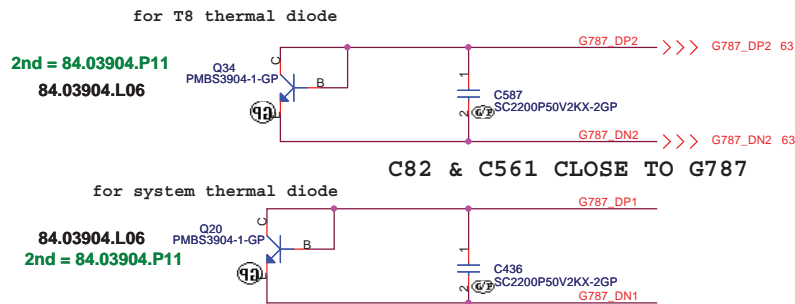 for T8 thermal diode
G787_DP2
G787_DP2 63
2nd = 84.03904.P11
84.03904.L06
Q34
PMBS3904-1-GP
C
B
E
GP
1
C587
SC2200P50V2KX-2GP
2
G/P
G787_DN2
G787_DN2 63
C82 & C561 CLOSE TO G787
for system thermal diode
G787_DP1
84.03904.L06
2nd = 84.03904.P11
Q20
PMBS3904-1-GP
C
B
E
GP
1
C436
SC2200P50V2KX-2GP
2
G/P
G787_DN1